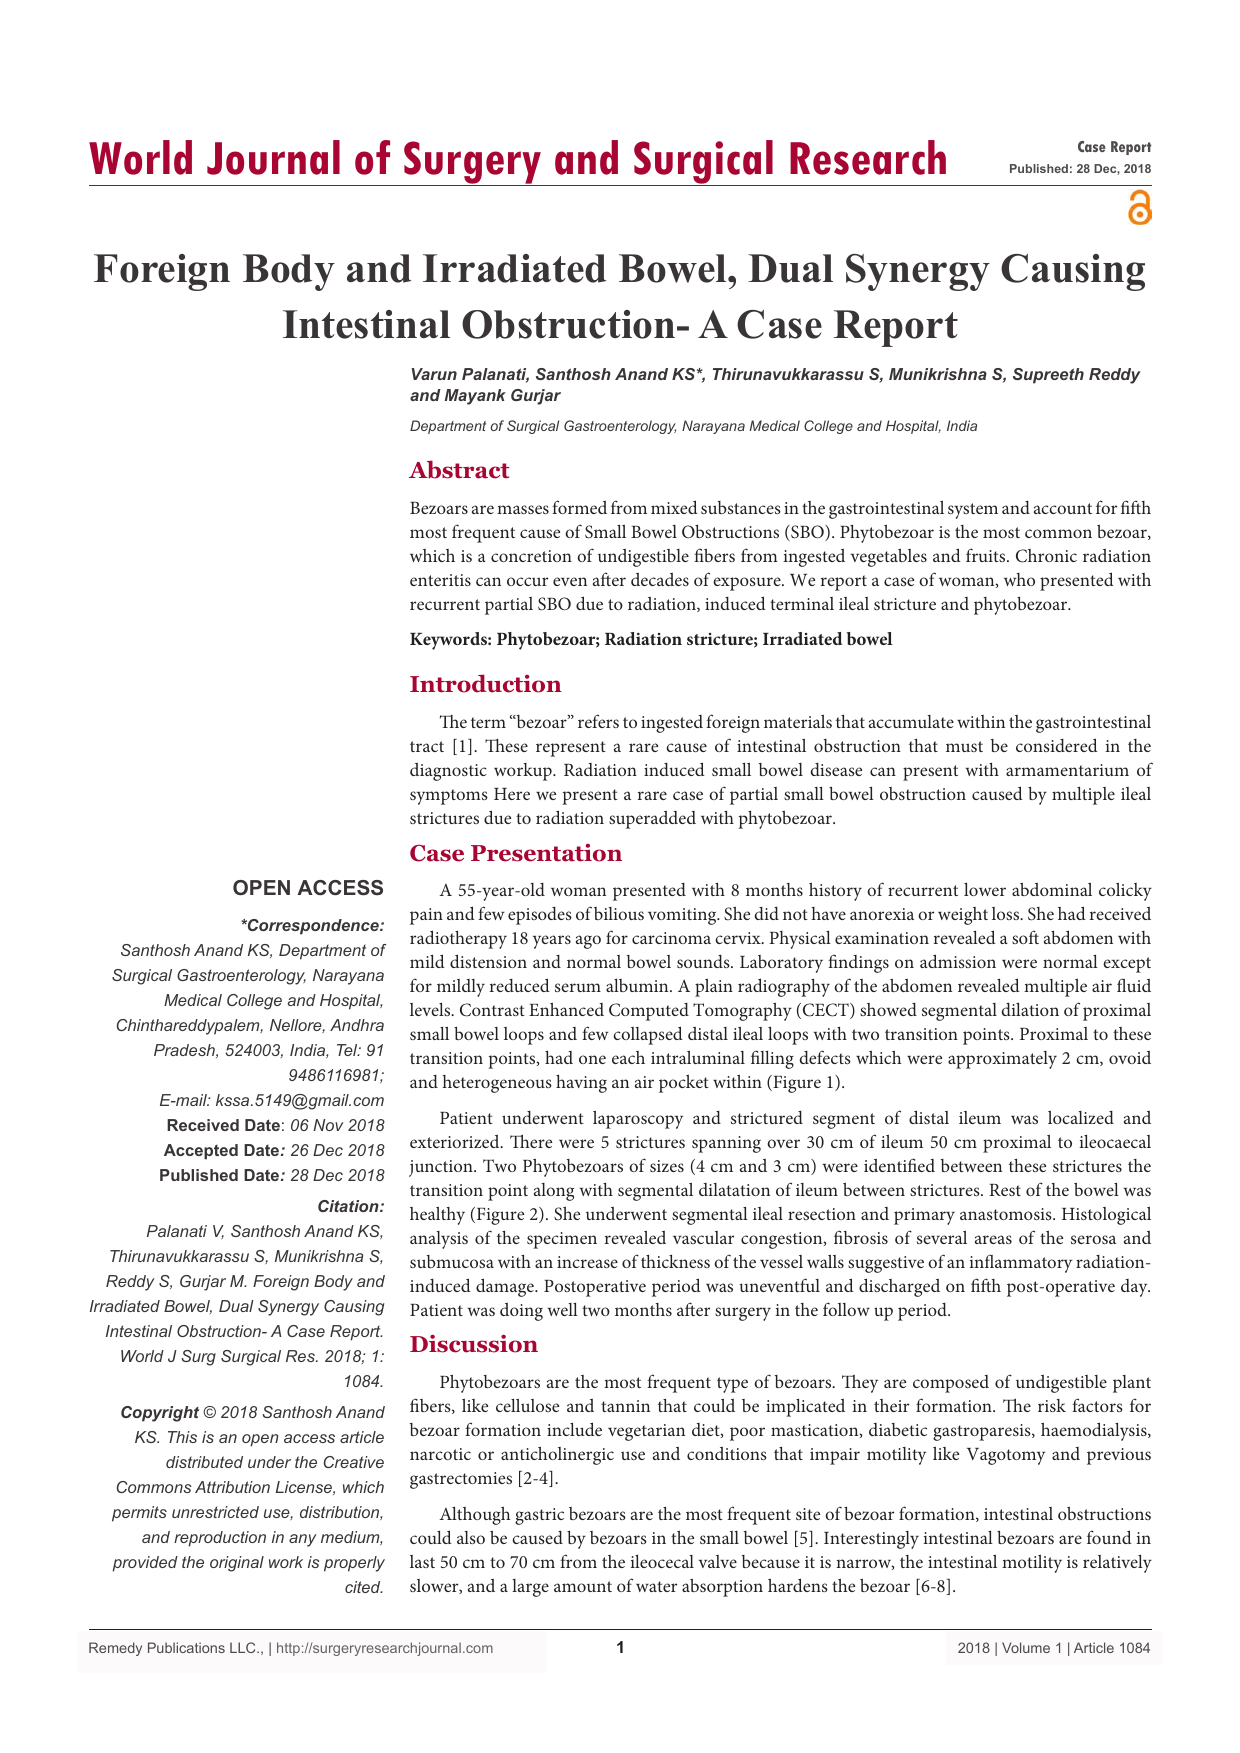 World Journal of Surgery and Surgical Research
Case Report
Published: 28 Dec, 2018
Foreign Body and Irradiated Bowel, Dual Synergy Causing
Intestinal Obstruction- A Case Report
Varun Palanati, Santhosh Anand KS*, Thirunavukkarassu S, Munikrishna S, Supreeth Reddy
and Mayank Gurjar
Department of Surgical Gastroenterology, Narayana Medical College and Hospital, India
Abstract
Bezoars are masses formed from mixed substances in the gastrointestinal system and account for fifth
most frequent cause of Small Bowel Obstructions (SBO). Phytobezoar is the most common bezoar,
which is a concretion of undigestible fibers from ingested vegetables and fruits. Chronic radiation
enteritis can occur even after decades of exposure. We report a case of woman, who presented with
recurrent partial SBO due to radiation, induced terminal ileal stricture and phytobezoar.
Keywords: Phytobezoar; Radiation stricture; Irradiated bowel
Introduction
The term “bezoar” refers to ingested foreign materials that accumulate within the gastrointestinal
tract [1]. These represent a rare cause of intestinal obstruction that must be considered in the
diagnostic workup. Radiation induced small bowel disease can present with armamentarium of
symptoms Here we present a rare case of partial small bowel obstruction caused by multiple ileal
strictures due to radiation superadded with phytobezoar.
Case Presentation
A 55-year-old woman presented with 8 months history of recurrent lower abdominal colicky
pain and few episodes of bilious vomiting. She did not have anorexia or weight loss. She had received
radiotherapy 18 years ago for carcinoma cervix. Physical examination revealed a soft abdomen with
mild distension and normal bowel sounds. Laboratory findings on admission were normal except
for mildly reduced serum albumin. A plain radiography of the abdomen revealed multiple air fluid
levels. Contrast Enhanced Computed Tomography (CECT) showed segmental dilation of proximal
small bowel loops and few collapsed distal ileal loops with two transition points. Proximal to these
transition points, had one each intraluminal filling defects which were approximately 2 cm, ovoid
and heterogeneous having an air pocket within (Figure 1).
Patient underwent laparoscopy and strictured segment of distal ileum was localized and
exteriorized. There were 5 strictures spanning over 30 cm of ileum 50 cm proximal to ileocaecal
junction. Two Phytobezoars of sizes (4 cm and 3 cm) were identified between these strictures the
transition point along with segmental dilatation of ileum between strictures. Rest of the bowel was
healthy (Figure 2). She underwent segmental ileal resection and primary anastomosis. Histological
analysis of the specimen revealed vascular congestion, fibrosis of several areas of the serosa and
submucosa with an increase of thickness of the vessel walls suggestive of an inflammatory radiation-
induced damage. Postoperative period was uneventful and discharged on fifth post-operative day.
Patient was doing well two months after surgery in the follow up period.
Discussion
Phytobezoars are the most frequent type of bezoars. They are composed of undigestible plant
fibers, like cellulose and tannin that could be implicated in their formation. The risk factors for
bezoar formation include vegetarian diet, poor mastication, diabetic gastroparesis, haemodialysis,
narcotic or anticholinergic use and conditions that impair motility like Vagotomy and previous
gastrectomies [2-4].
Although gastric bezoars are the most frequent site of bezoar formation, intestinal obstructions
could also be caused by bezoars in the small bowel [5]. Interestingly intestinal bezoars are found in
last 50 cm to 70 cm from the ileocecal valve because it is narrow, the intestinal motility is relatively
slower, and a large amount of water absorption hardens the bezoar [6-8].
OPEN ACCESS
*Correspondence:
Santhosh Anand KS, Department of
Surgical Gastroenterology, Narayana
Medical College and Hospital,
Chinthareddypalem, Nellore, Andhra
Pradesh, 524003, India, Tel: 91
9486116981;
E-mail: kssa.5149@gmail.com
Received Date: 06 Nov 2018
Accepted Date: 26 Dec 2018
Published Date: 28 Dec 2018
Citation:
Palanati V, Santhosh Anand KS,
Thirunavukkarassu S, Munikrishna S,
Reddy S, Gurjar M. Foreign Body and
Irradiated Bowel, Dual Synergy Causing
Intestinal Obstruction- A Case Report.
World J Surg Surgical Res. 2018; 1:
1084.
Copyright © 2018 Santhosh Anand
KS. This is an open access article
distributed under the Creative
Commons Attribution License, which
permits unrestricted use, distribution,
and reproduction in any medium,
provided the original work is properly
cited.
Remedy Publications LLC., | http://surgeryresearchjournal.com
1
2018 | Volume 1 | Article 1084